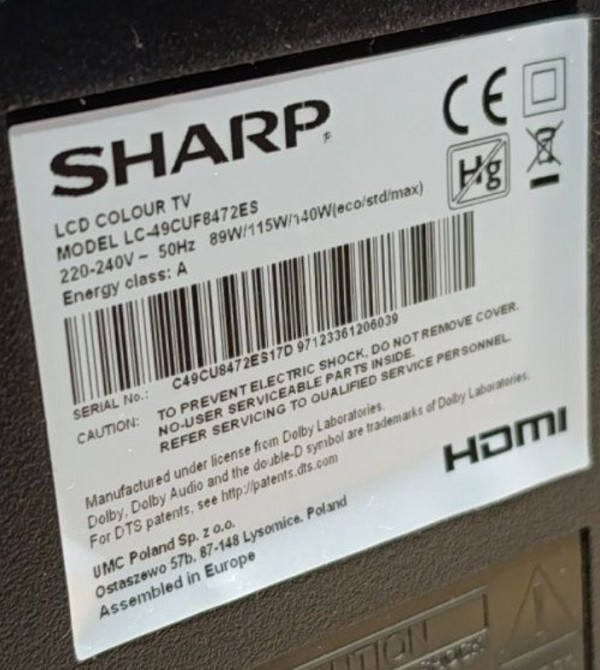 SHARP
LCD COLOUR TV
MODEL LC-49CUF8472ES
220-240V ~ 50Hz 89W/115W/140W(eco/std/max)
Energy class: A
CE
Hg
SERIAL No.: C49CU8472ES17D 97123361206039
CAUTION: TO PREVENT ELECTRIC SHOCK, DO NOT REMOVE COVER.
NO-USER SERVICEABLE PARTS INSIDE.
REFER SERVICING TO QUALIFIED SERVICE PERSONNEL.
Manufactured under license from Dolby Laboratories.
Dolby, Dolby Audio and the double-D symbol are trademarks of Dolby Laboratories.
For DTS patents, see http://patents.dts.com
HDMI
UMC Poland Sp. z o.o.
Ostaszewo 57b, 87-148 Lysomice, Poland
Assembled in Europe